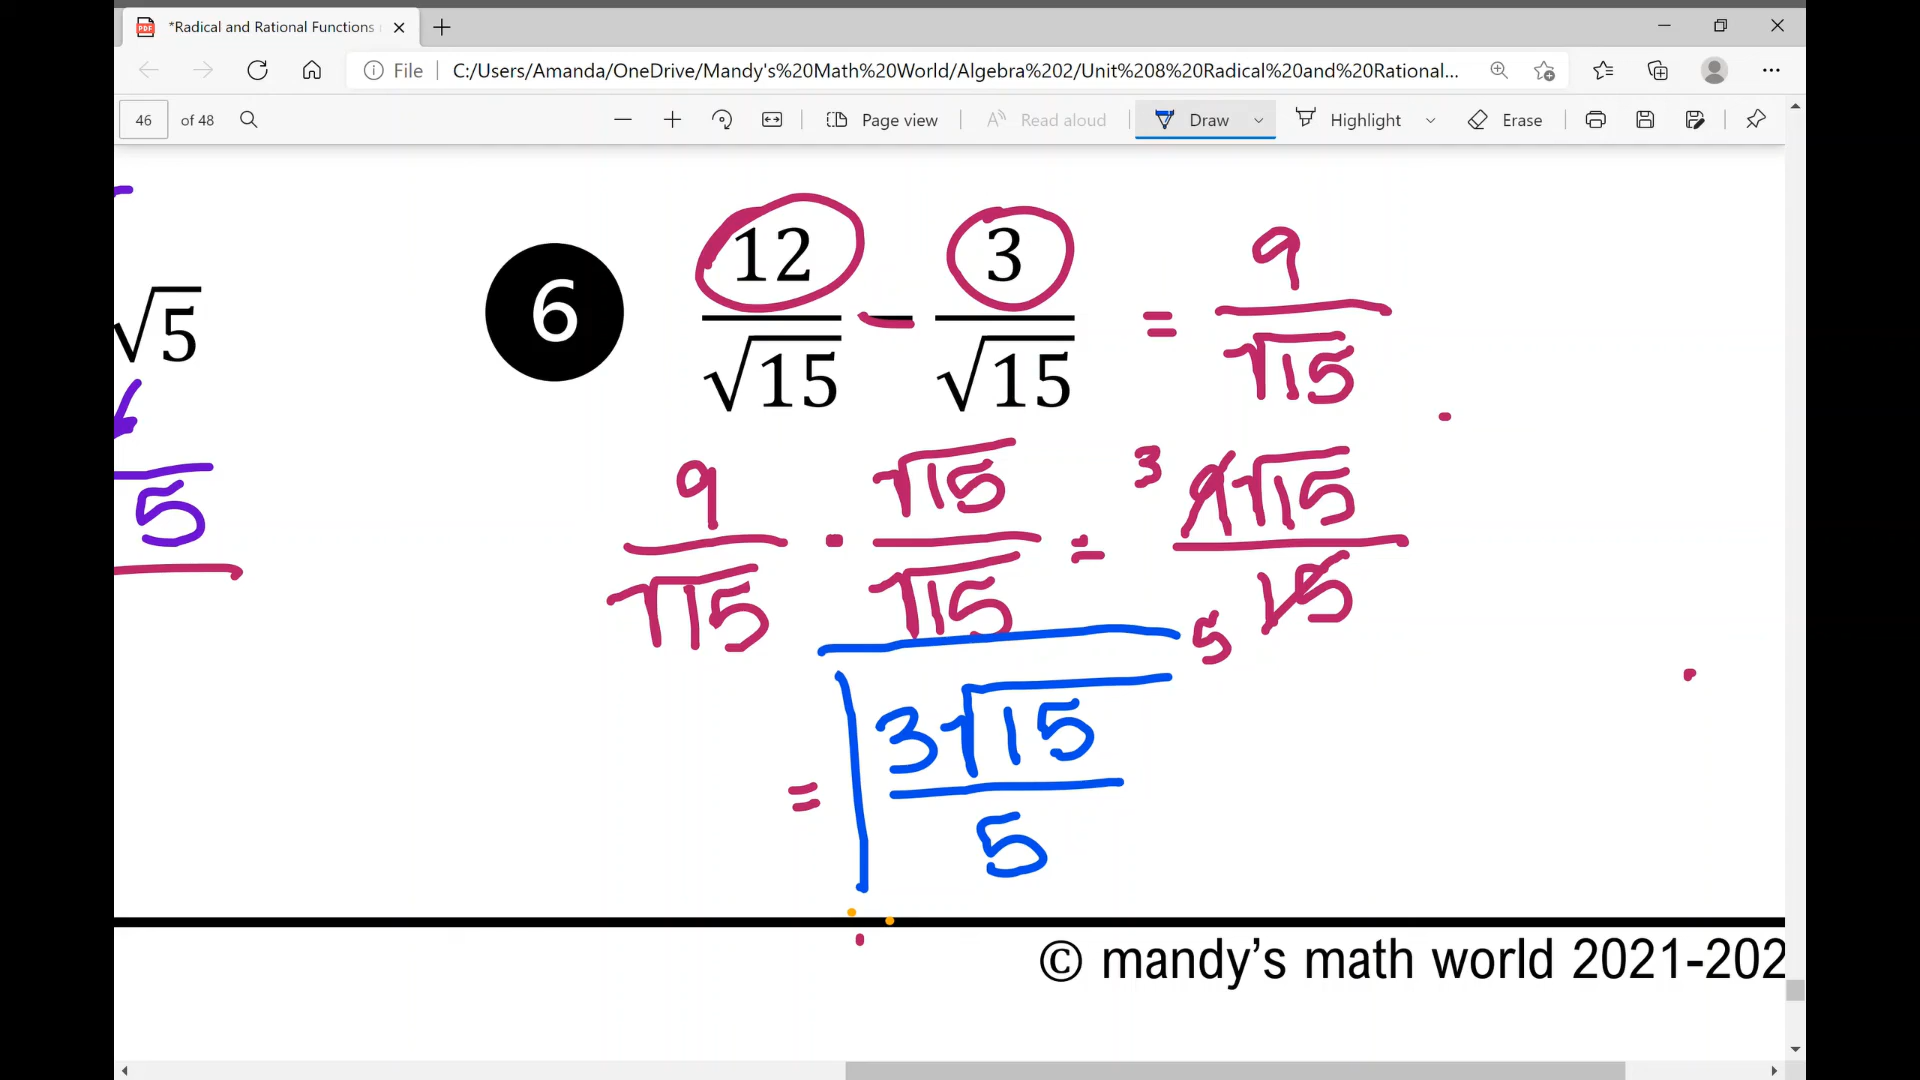 *Radical and Rational Functions
File C:/Users/Amanda/OneDrive/Mandy's%20Math%20World/Algebra%202/Unit%208%20Radical%20and%20Rational...
46 of 48 Page view Read aloud Draw Highlight Erase
6 12/√15 - 3/√15 = 9/√15
√5
9/√15 · √15/√15 = 3 9√15/15 5
5
= 3√15/5
© mandy's math world 2021-202